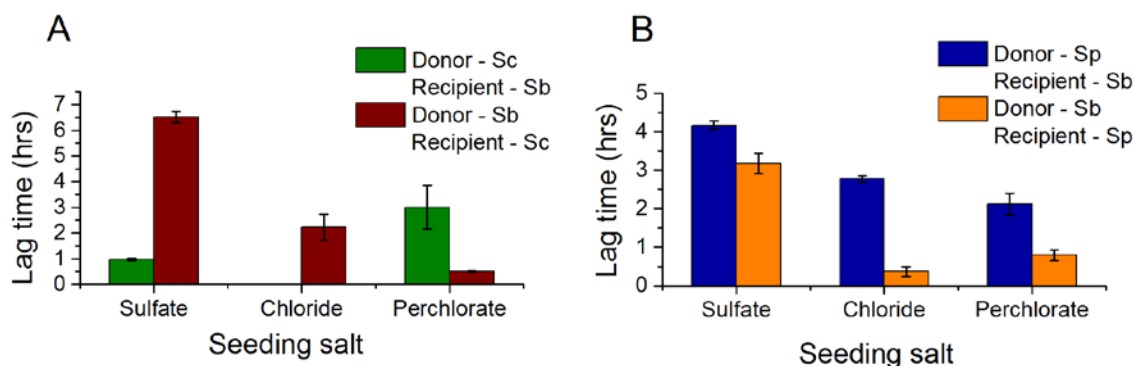 A
Donor - Sc
Recipient - Sb
Donor - Sb
Recipient - Sc
Lag time (hrs)
7
6
5
4
3
2
1
0
Sulfate Chloride Perchlorate
Seeding salt
B
Donor - Sp
Recipient - Sb
Donor - Sb
Recipient - Sp
Lag time (hrs)
5
4
3
2
1
0
Sulfate Chloride Perchlorate
Seeding salt